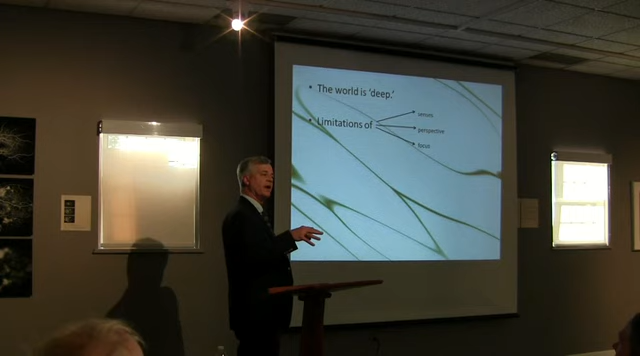 • The world is 'deep.'
• Limitations of
senses
perspective
focus